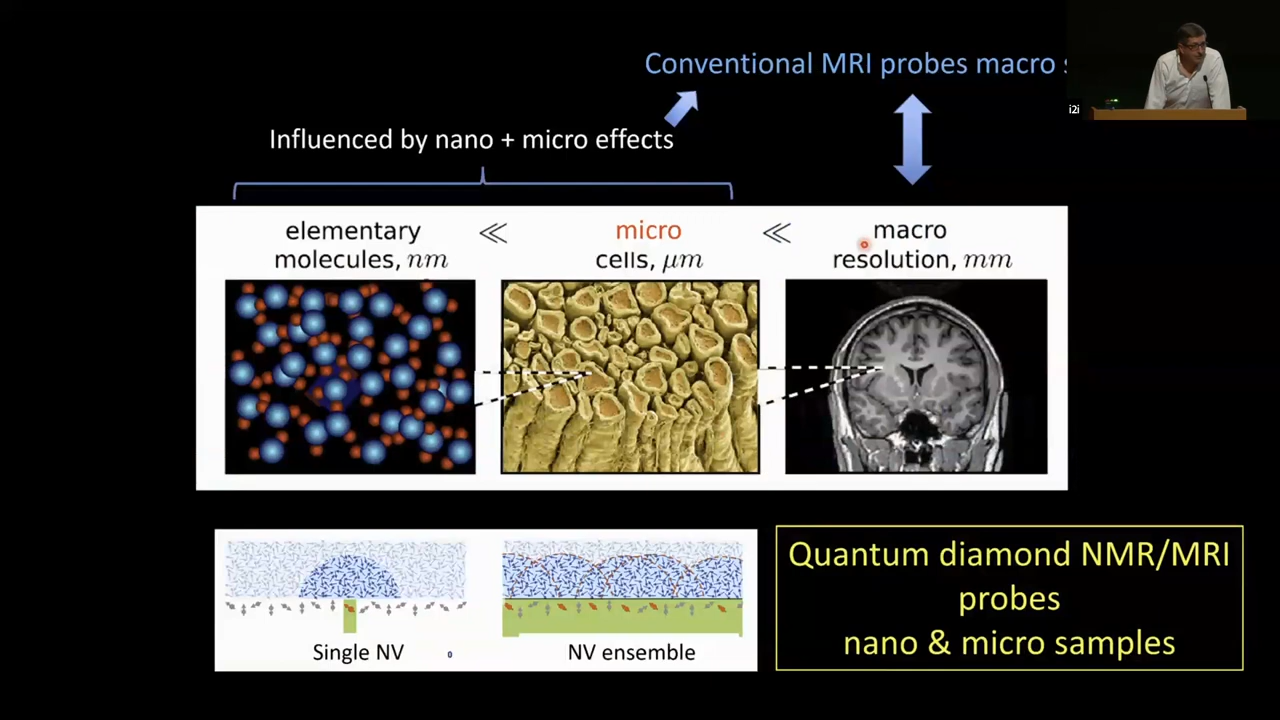 Conventional MRI probes macro
i2i
Influenced by nano + micro effects
elementary ≪ micro ≪ macro
molecules, nm cells, μm resolution, mm
Quantum diamond NMR/MRI
probes
nano & micro samples
Single NV NV ensemble